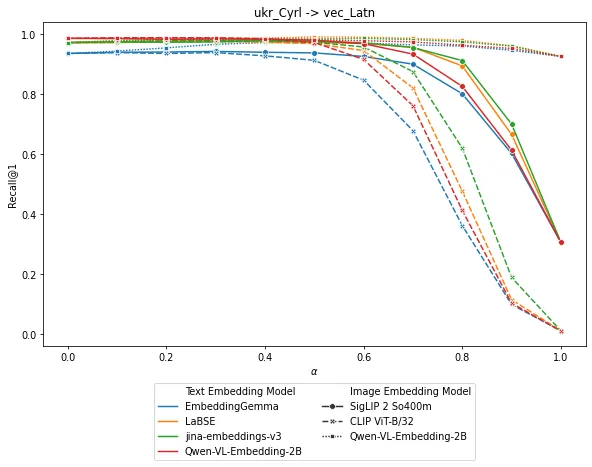 ukr_Cyrl -> vec_Latn
Recall@1
1.0
0.8
0.6
0.4
0.2
0.0
0.0 0.2 0.4 0.6 0.8 1.0
α
Text Embedding Model Image Embedding Model
EmbeddingGemma SigLIP 2 So400m
LaBSE CLIP ViT-B/32
jina-embeddings-v3 Qwen-VL-Embedding-2B
Qwen-VL-Embedding-2B